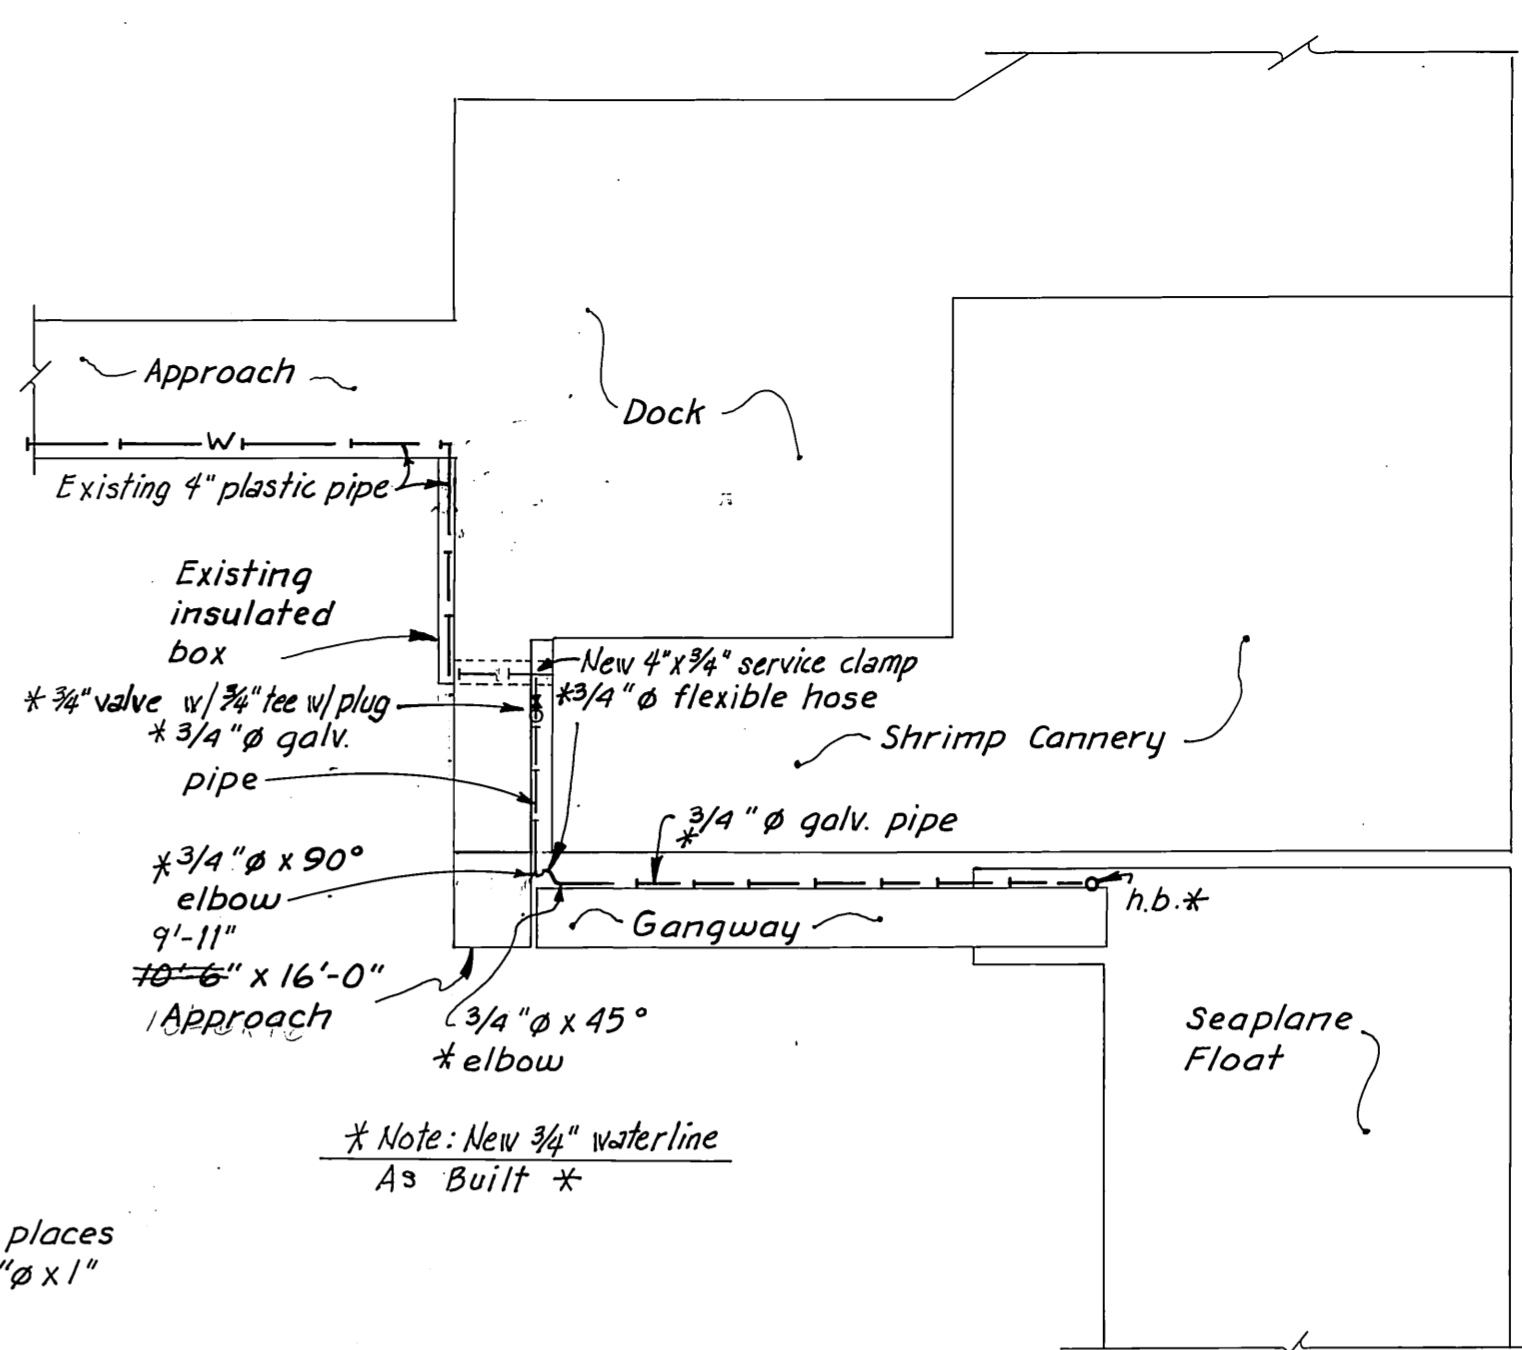 Approach
Dock
W
Existing 4" plastic pipe
Existing
insulated
box
New 4"x3/4" service clamp
*3/4"ø flexible hose
* 3/4" valve w/ 3/4" tee w/ plug
* 3/4"ø galv.
pipe
Shrimp Cannery
*3/4"ø galv. pipe
*3/4"ø x 90°
elbow
h.b.*
Gangway
9'-11"
10'-6" x 16'-0"
Approach
3/4"ø x 45°
* elbow
Seaplane
Float
* Note: New 3/4" waterline
As Built *
places
"ø x 1"